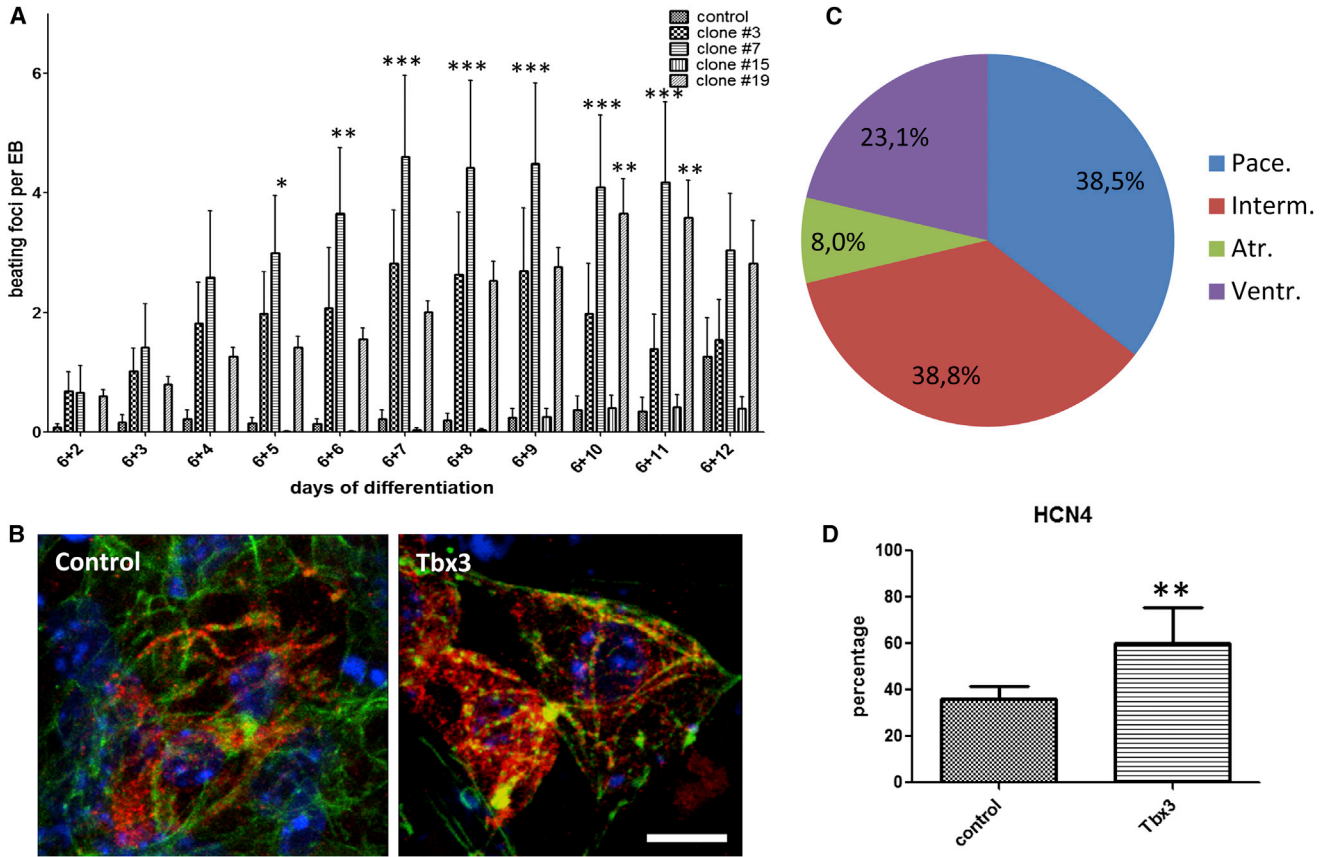 A
beating foci per EB
6
4
2
0
control
clone #3
clone #7
clone #15
clone #19
*
**
***
***
***
***
**
***
**
6+2
6+3
6+4
6+5
6+6
6+7
6+8
6+9
6+10
6+11
6+12
days of differentiation
C
38,5%
38,8%
8,0%
23,1%
Pace.
Interm.
Atr.
Ventr.
B
Control
Tbx3
D
HCN4
percentage
100
80
60
40
20
0
**
control
Tbx3